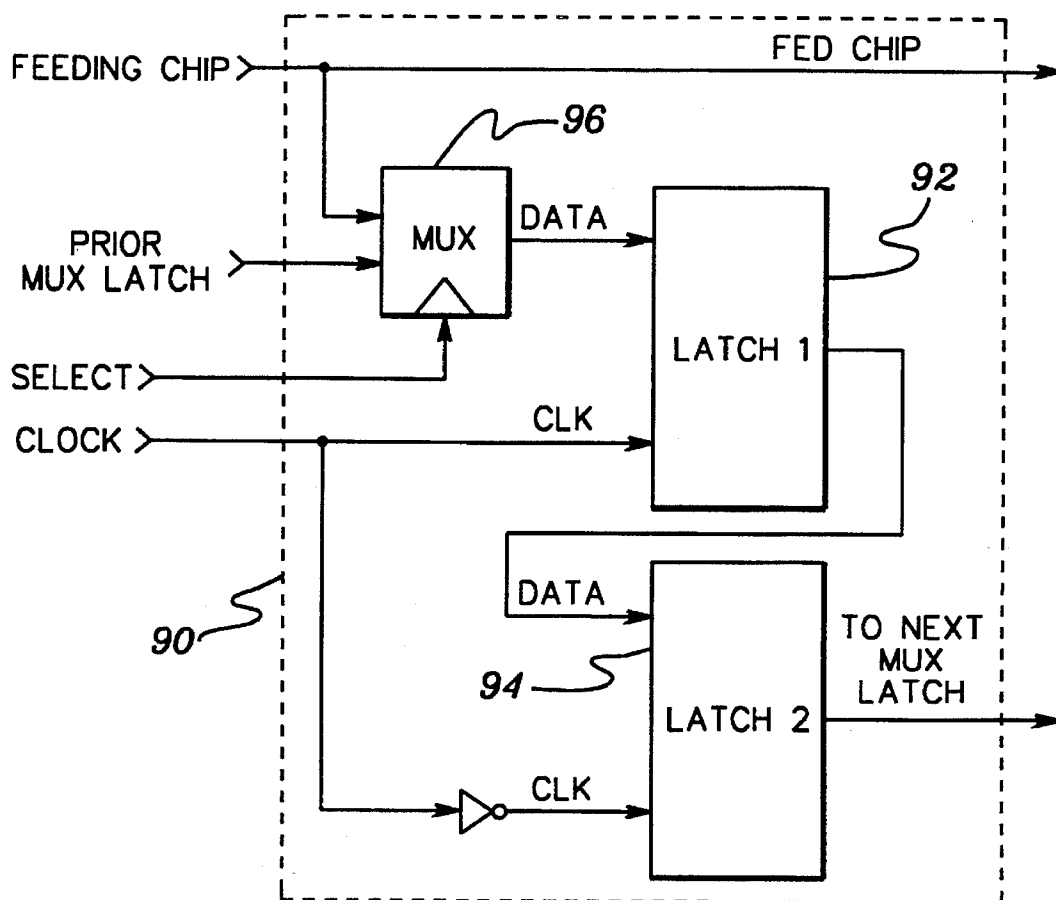 FED CHIP
FEEDING CHIP
96
92
DATA
MUX
PRIOR
MUX LATCH
LATCH 1
SELECT
CLK
CLOCK
DATA
TO NEXT
MUX
LATCH
90
94
LATCH 2
CLK